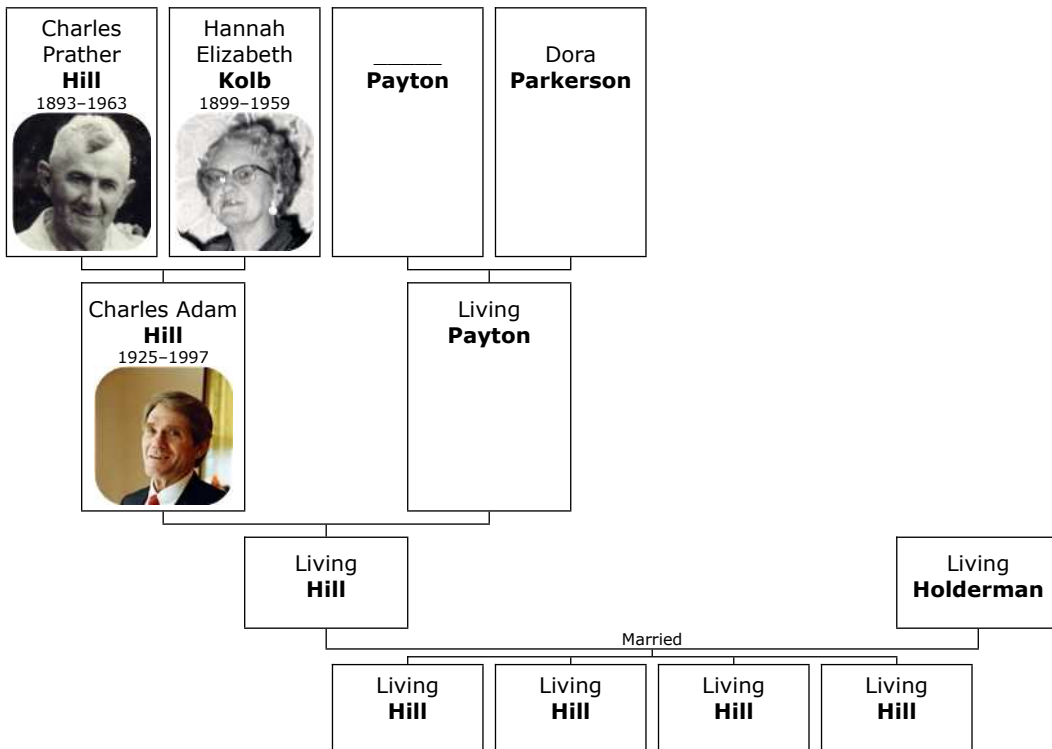 Charles
Prather
Hill
1893–1963
Hannah
Elizabeth
Kolb
1899–1959
_____
Payton
Dora
Parkerson
Charles Adam
Hill
1925–1997
Living
Payton
Living
Hill
Living
Holderman
Married
Living
Hill
Living
Hill
Living
Hill
Living
Hill